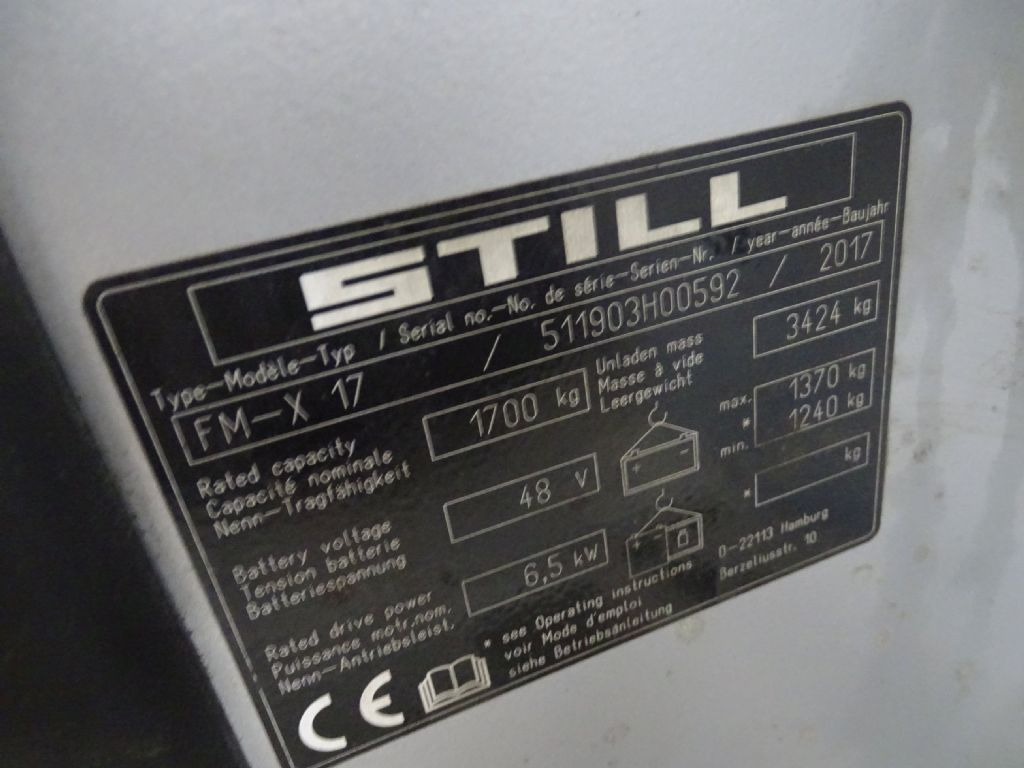 STILL
Type-Modèle-Typ / Serial no.-No. de série-Serien-Nr. / year-année-Baujahr
FM-X 17 / 511903H00592 / 2017
Rated capacity
Capacité nominale
Nenn-Tragfähigkeit
1700 kg
Unladen mass
Masse à vide
Leergewicht
3424 kg
Battery voltage
Tension batterie
Batteriespannung
48 V
+ -
max. 1370 kg
* 1240 kg
min.
Rated drive power
Puissance motr.nom.
Nenn-Antriebsleist.
6,5 kW
* kg
CE
* see Operating instructions
voir Mode d'emploi
siehe Betriebsanleitung
D-22113 Hamburg
Berzeliusstr. 10